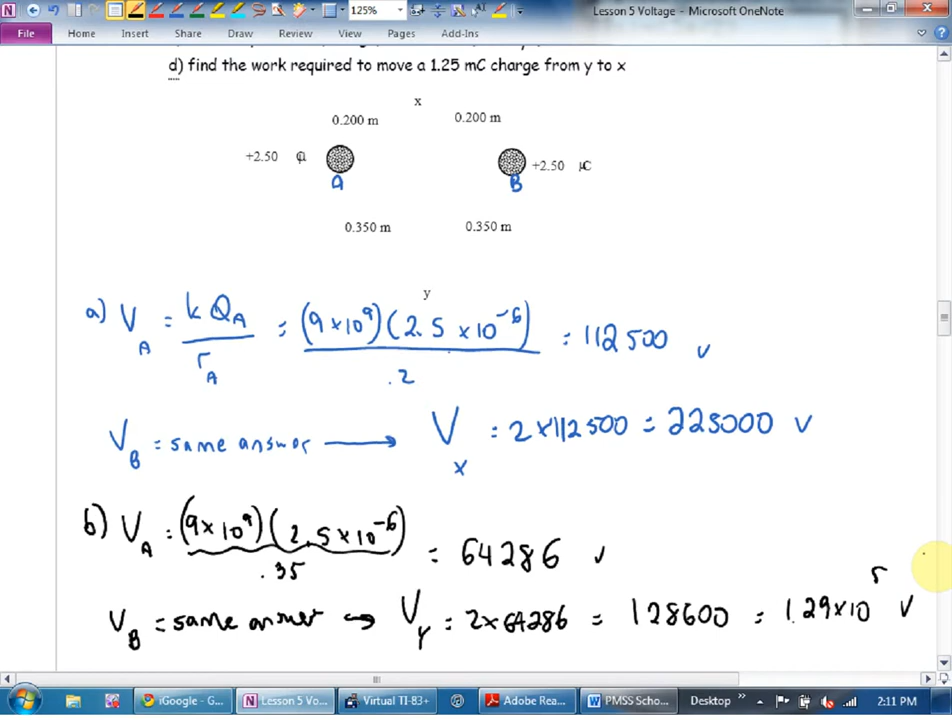 Lesson 5 Voltage - Microsoft OneNote
125%
File Home Insert Share Draw Review View Pages Add-Ins
d) find the work required to move a 1.25 mC charge from y to x
x
0.200 m 0.200 m
+2.50 +2.50 μC
A B
0.350 m 0.350 m
y
a) V_A = kQ_A / r_A = (9 x 10^9)(2.5 x 10^-6) / .2 = 112500 v
V_B = same answer → V_x = 2 x 112500 = 225000 v
b) V_A = (9 x 10^9)(2.5 x 10^-6) / .35 = 64286 v
V_B = same answer → V_y = 2 x 64286 = 128600 = 1.29 x 10^5 v
iGoogle - G... Lesson 5 Vo... Virtual TI-83+ Adobe Rea... PMSS Scho... Desktop » 2:11 PM